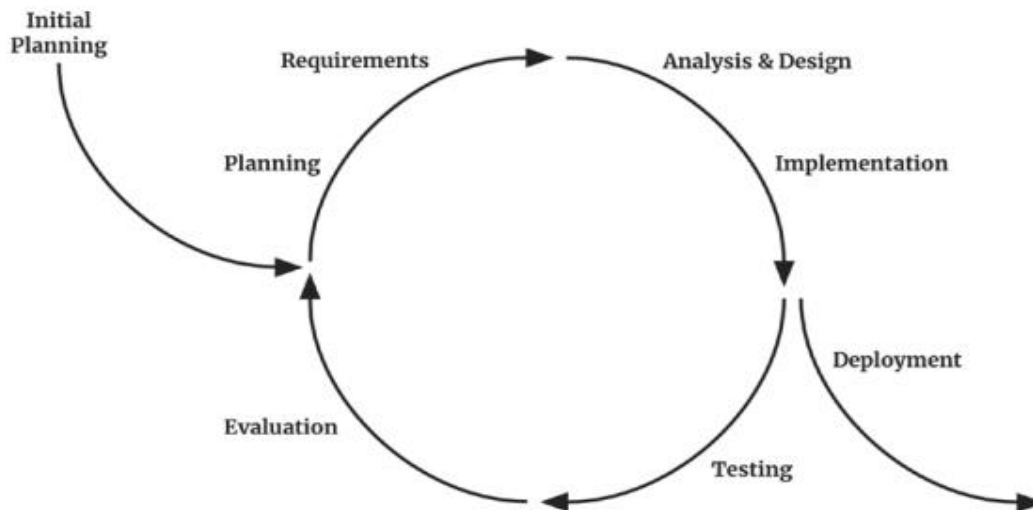 Initial
Planning
Requirements
Analysis & Design
Planning
Implementation
Deployment
Evaluation
Testing